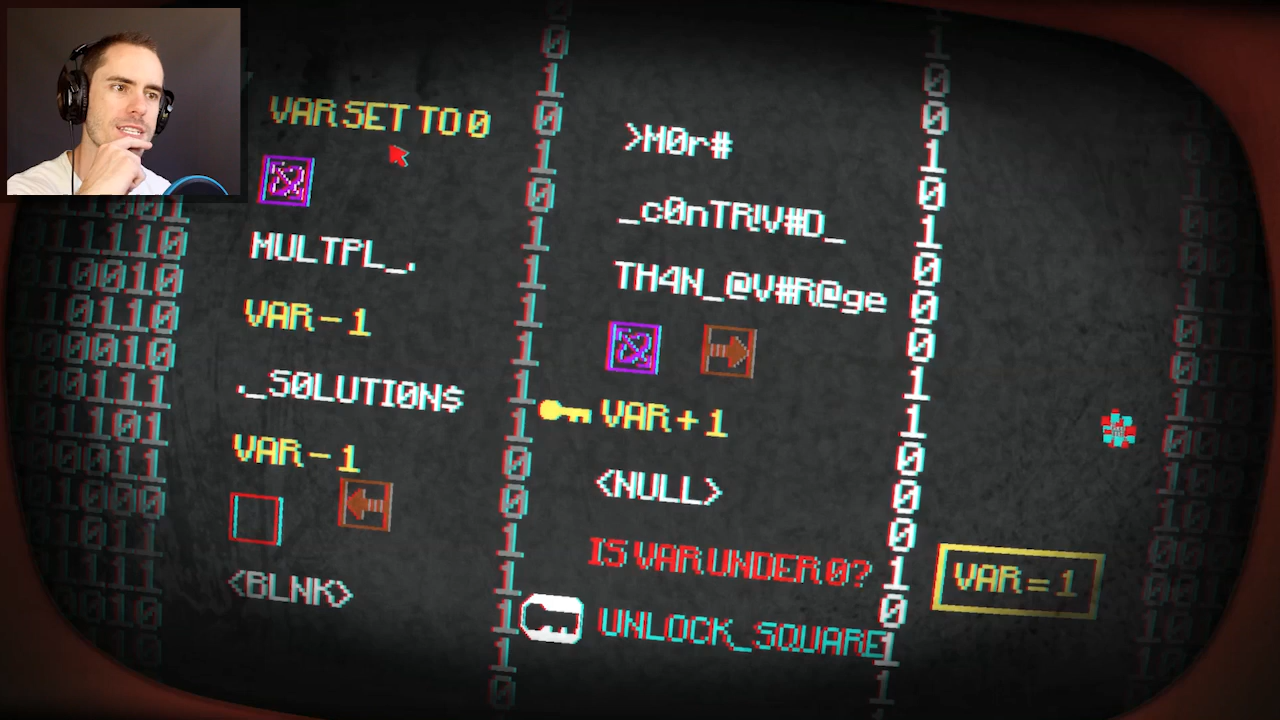 VAR SET TO 0
MULTPL_.
VAR - 1
._S0LUTI0N$
VAR - 1
<BLNK>
>M0r#
_c0nTR!V#D_
TH4N_@V#R@ge
VAR + 1
<NULL>
IS VAR UNDER 0?
UNLOCK_SQUARE
VAR = 1